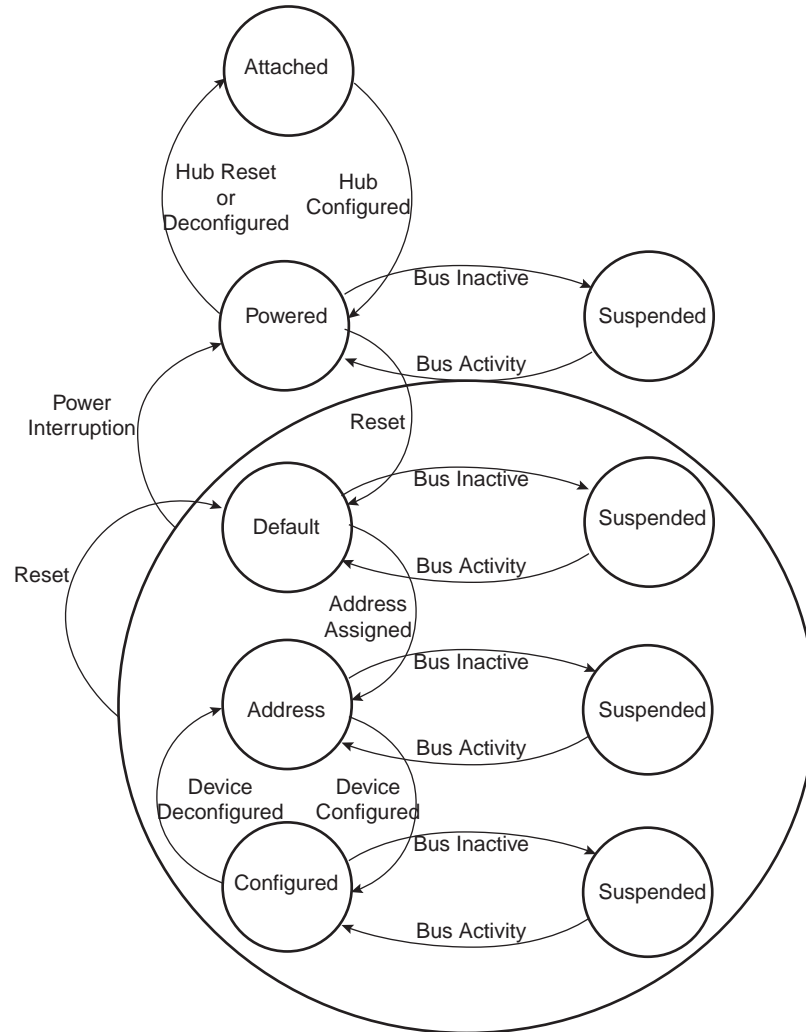 Attached
Hub Reset
or
Deconfigured
Hub
Configured
Powered
Bus Inactive
Suspended
Bus Activity
Power
Interruption
Reset
Default
Bus Inactive
Suspended
Bus Activity
Reset
Address
Assigned
Address
Bus Inactive
Suspended
Bus Activity
Device
Deconfigured
Device
Configured
Configured
Bus Inactive
Suspended
Bus Activity